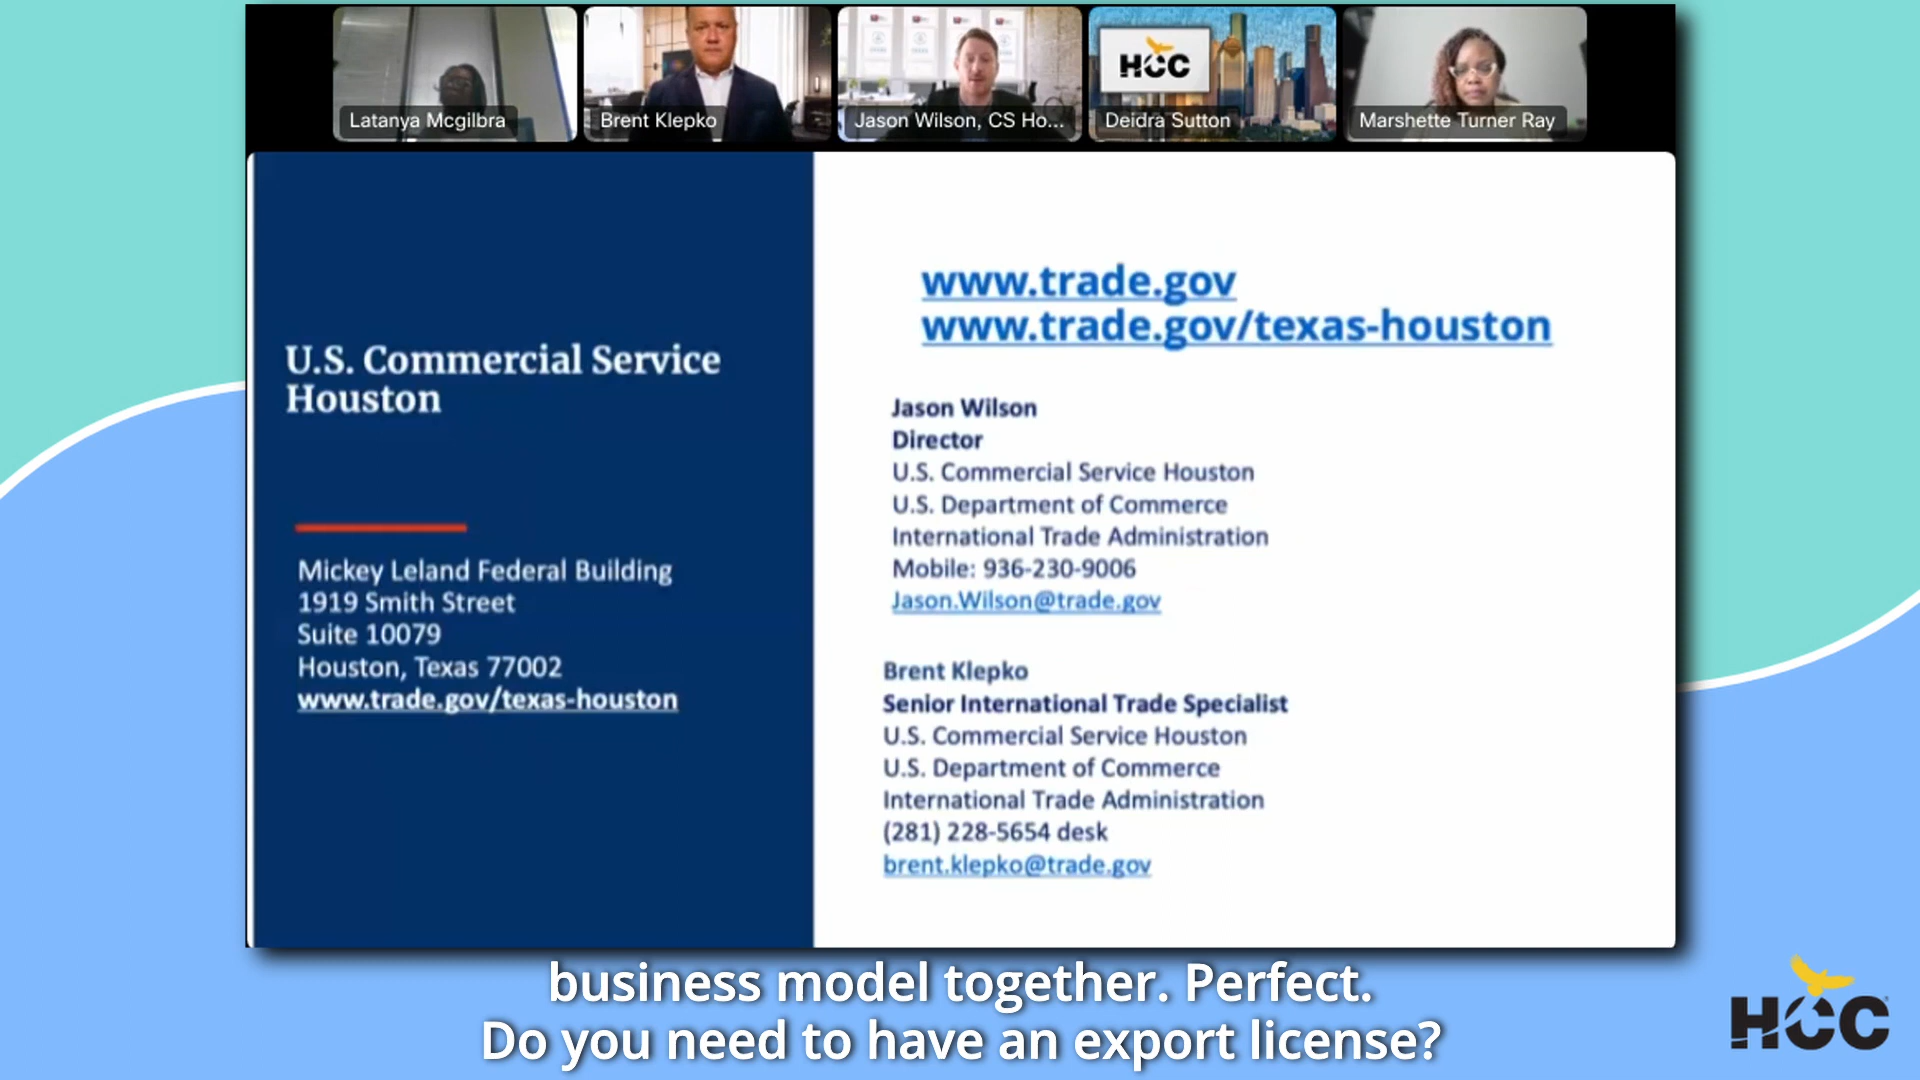 HCC
Latanya Mcgilbra
Brent Klepko
Jason Wilson, CS Ho...
Deidra Sutton
Marshette Turner Ray
U.S. Commercial Service
Houston
Mickey Leland Federal Building
1919 Smith Street
Suite 10079
Houston, Texas 77002
www.trade.gov/texas-houston
www.trade.gov
www.trade.gov/texas-houston
Jason Wilson
Director
U.S. Commercial Service Houston
U.S. Department of Commerce
International Trade Administration
Mobile: 936-230-9006
Jason.Wilson@trade.gov
Brent Klepko
Senior International Trade Specialist
U.S. Commercial Service Houston
U.S. Department of Commerce
International Trade Administration
(281) 228-5654 desk
brent.klepko@trade.gov
business model together. Perfect.
Do you need to have an export license?
HCC